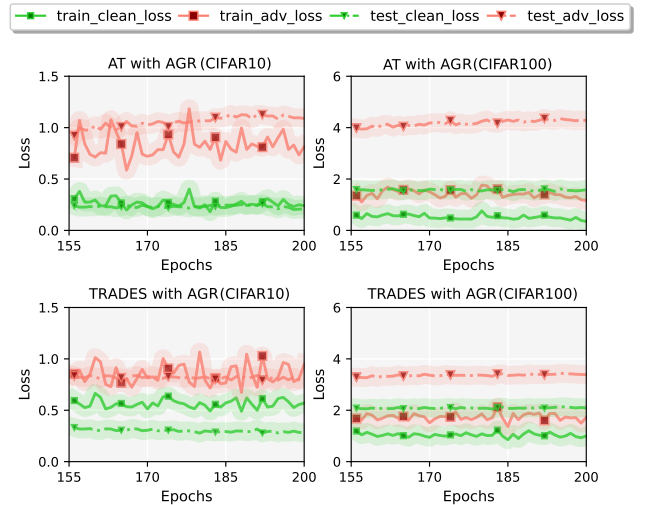 train_clean_loss train_adv_loss test_clean_loss test_adv_loss
AT with AGR (CIFAR10)
1.5
1.0
0.5
0.0
Loss
155 170 185 200
Epochs
AT with AGR(CIFAR100)
6
4
2
0
Loss
155 170 185 200
Epochs
TRADES with AGR(CIFAR10)
1.5
1.0
0.5
0.0
Loss
155 170 185 200
Epochs
TRADES with AGR(CIFAR100)
6
4
2
0
Loss
155 170 185 200
Epochs